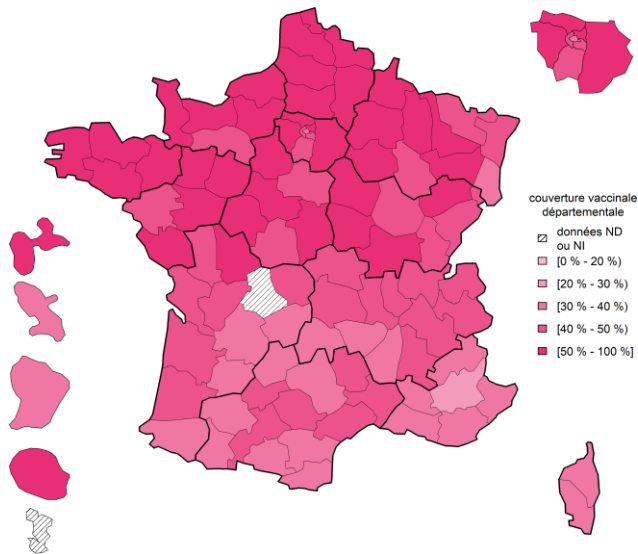 couverture vaccinale
départementale
données ND
ou NI
[0 % - 20 %)
[20 % - 30 %)
[30 % - 40 %)
[40 % - 50 %)
[50 % - 100 %]